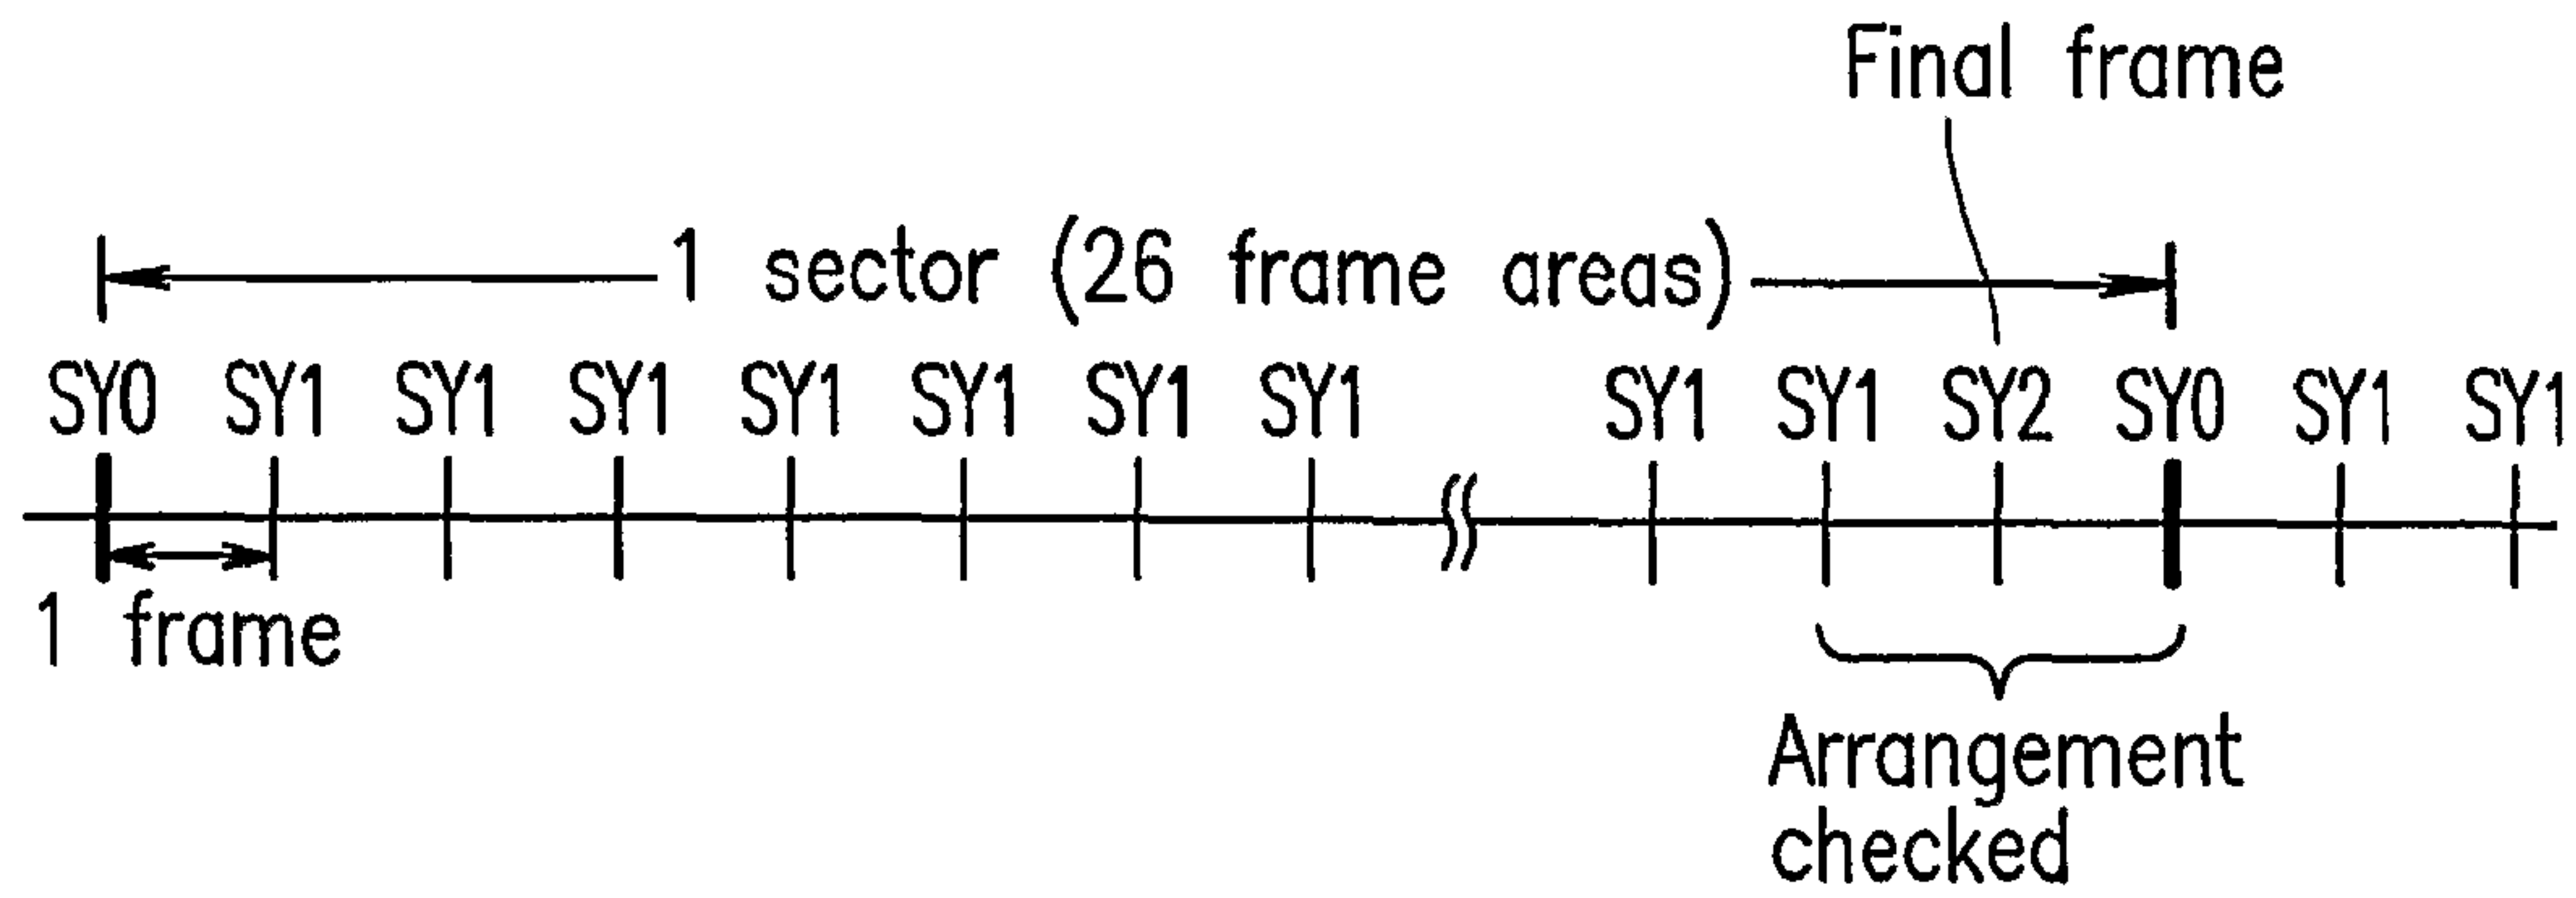 Final frame
1 sector (26 frame areas)
SY0 SY1 SY1 SY1 SY1 SY1 SY1 SY1 SY1 SY1 SY2 SY0 SY1 SY1
1 frame
Arrangement
checked